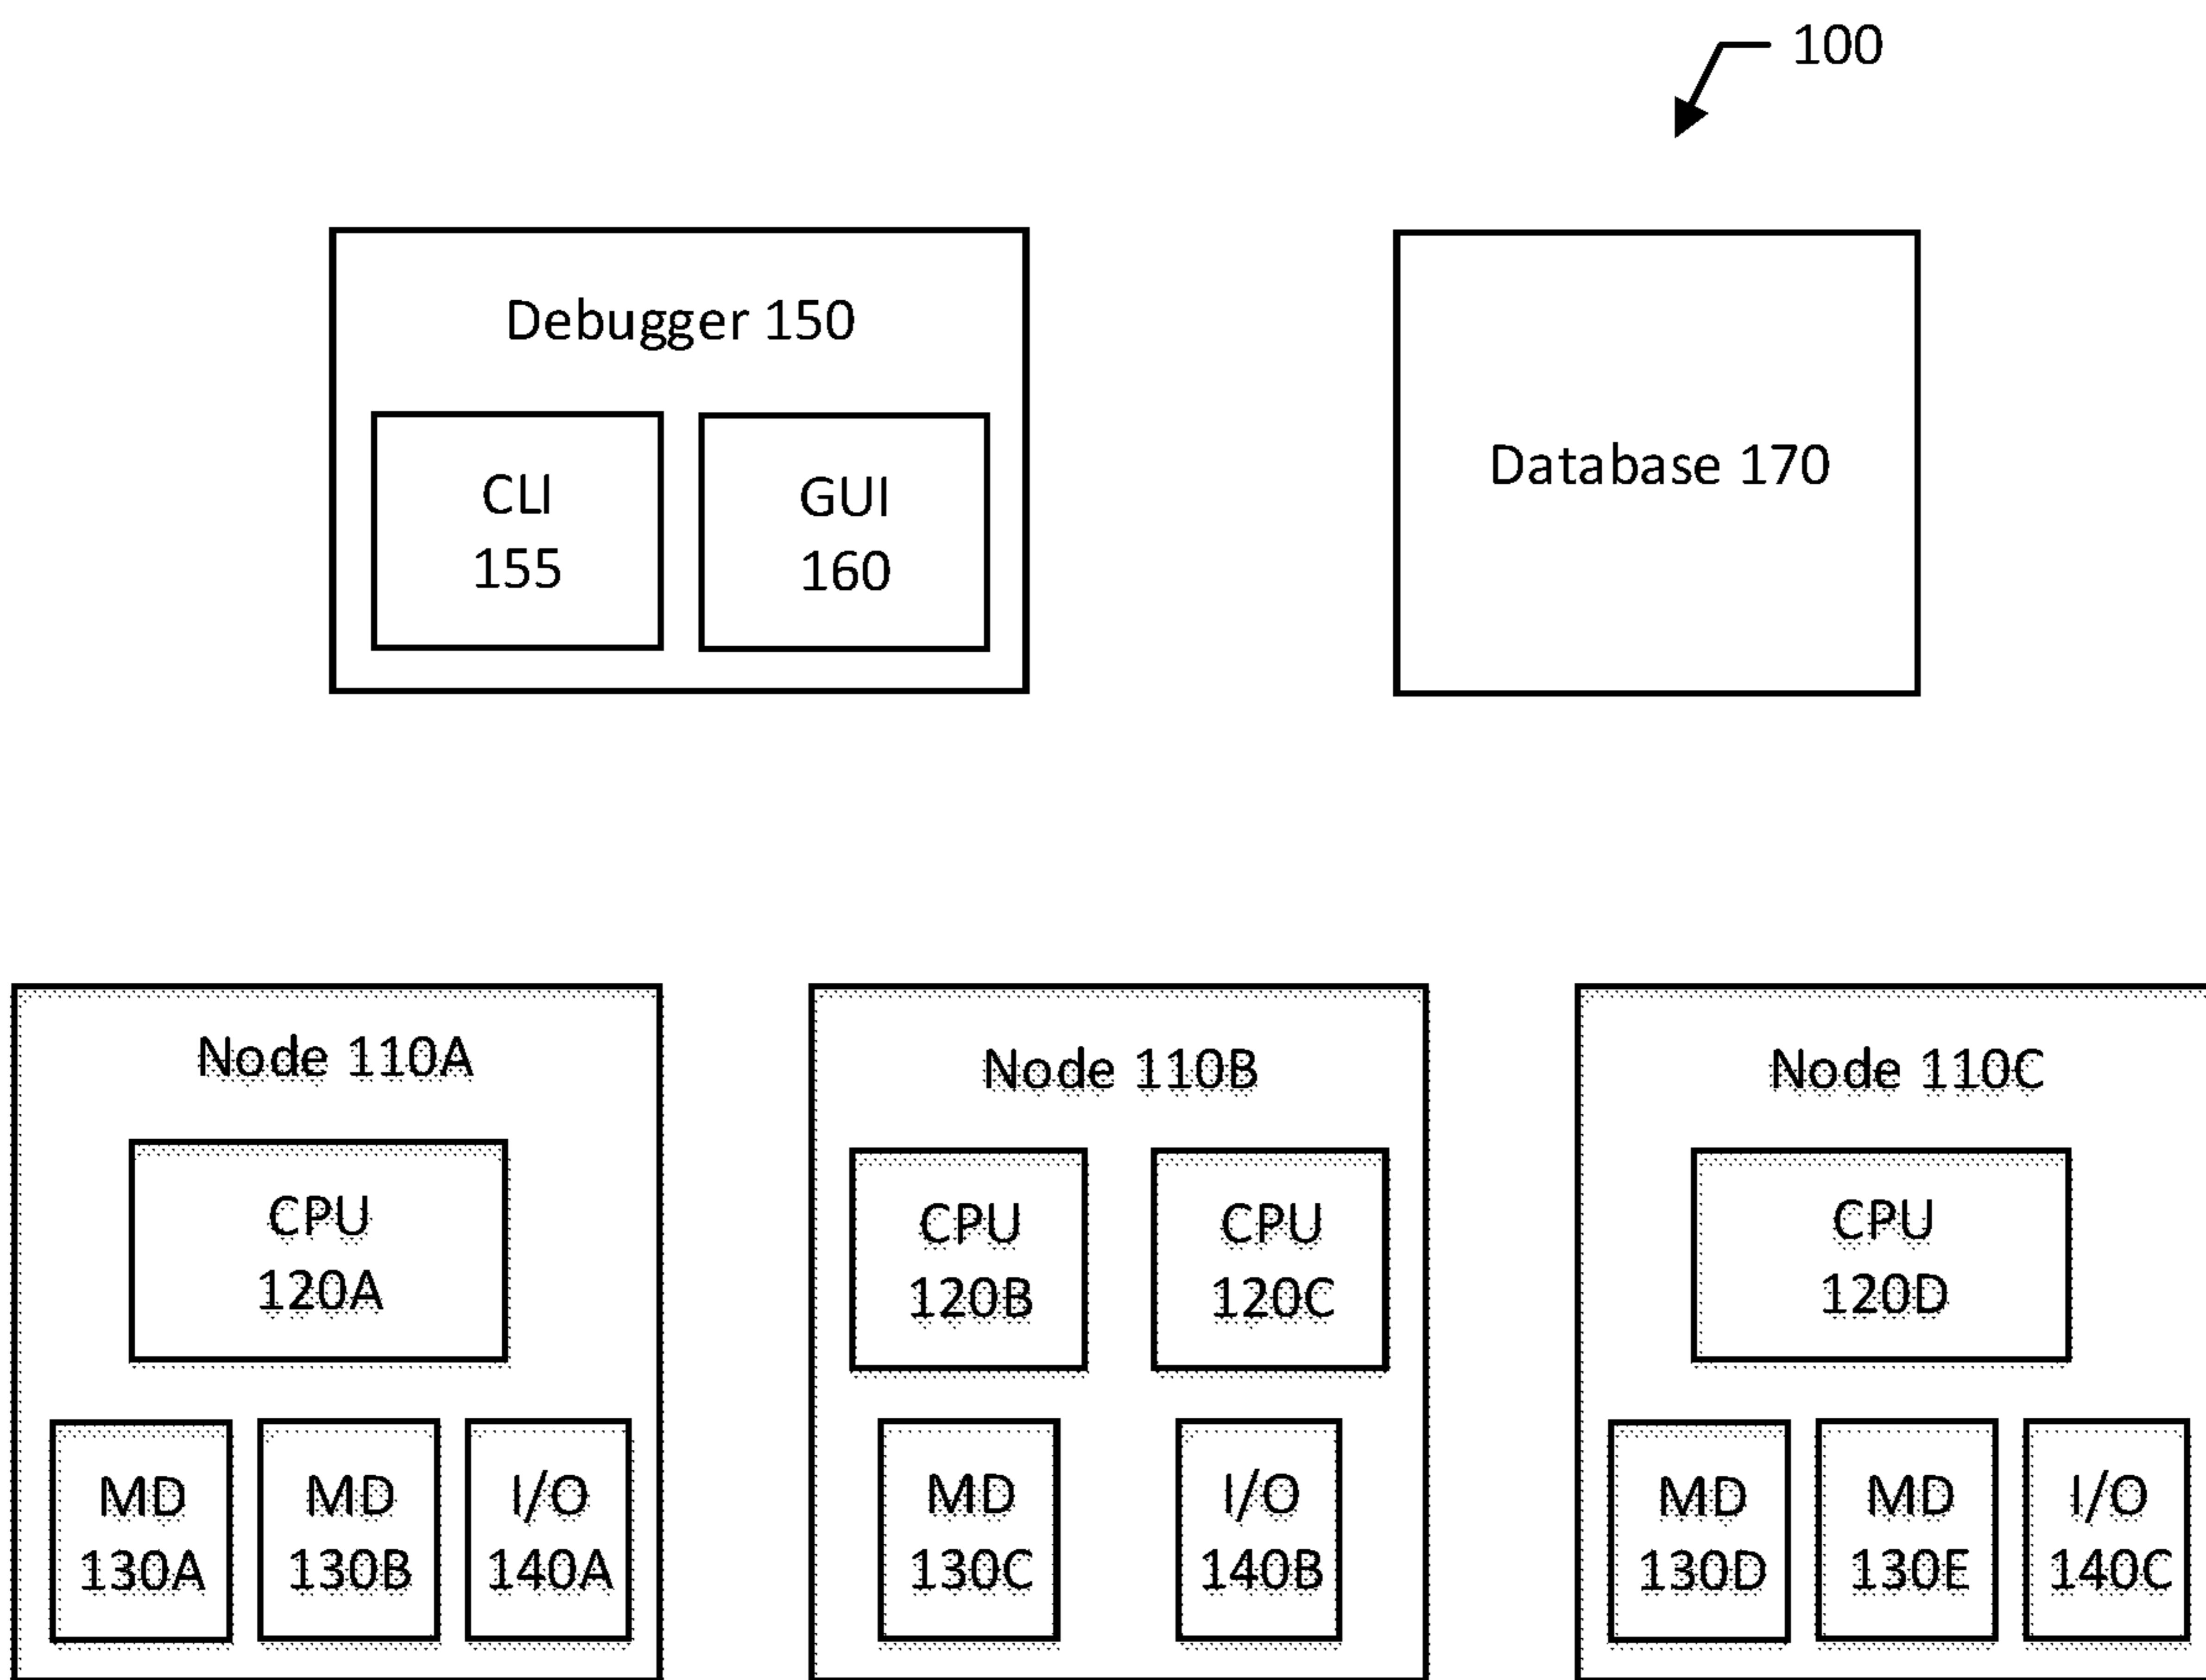 100
Debugger 150
CLI
155
GUI
160
Database 170
Node 110A
CPU
120A
MD
130A
MD
130B
I/O
140A
Node 110B
CPU
120B
CPU
120C
MD
130C
I/O
140B
Node 110C
CPU
120D
MD
130D
MD
130E
I/O
140C